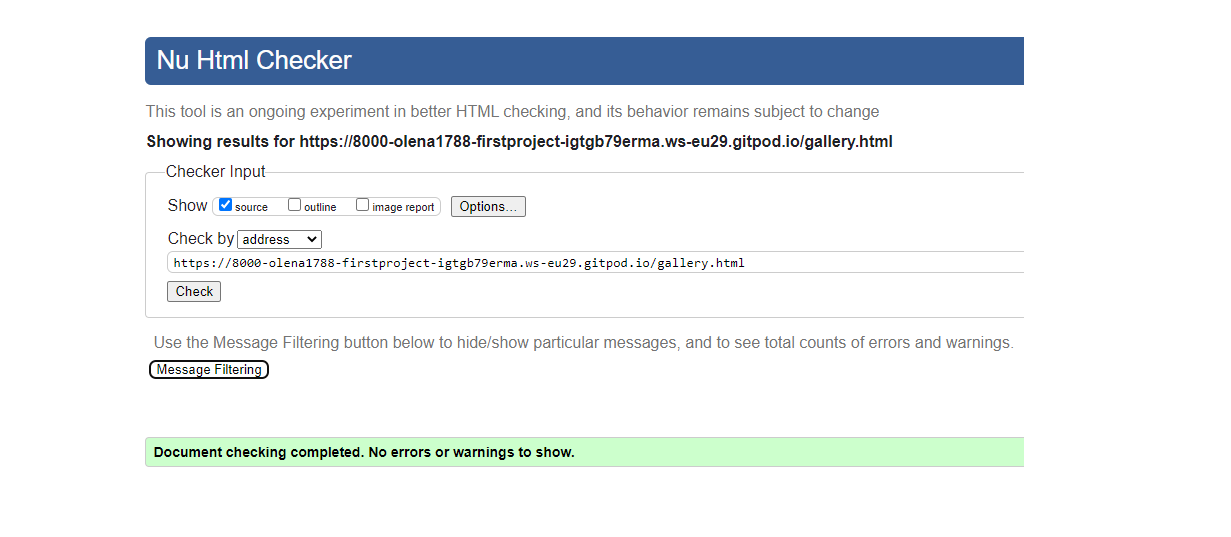 Nu Html Checker
This tool is an ongoing experiment in better HTML checking, and its behavior remains subject to change
Showing results for https://8000-olena1788-firstproject-igtgb79erma.ws-eu29.gitpod.io/gallery.html
Checker Input
Show source outline image report Options...
Check by address
https://8000-olena1788-firstproject-igtgb79erma.ws-eu29.gitpod.io/gallery.html
Check
Use the Message Filtering button below to hide/show particular messages, and to see total counts of errors and warnings.
Message Filtering
Document checking completed. No errors or warnings to show.